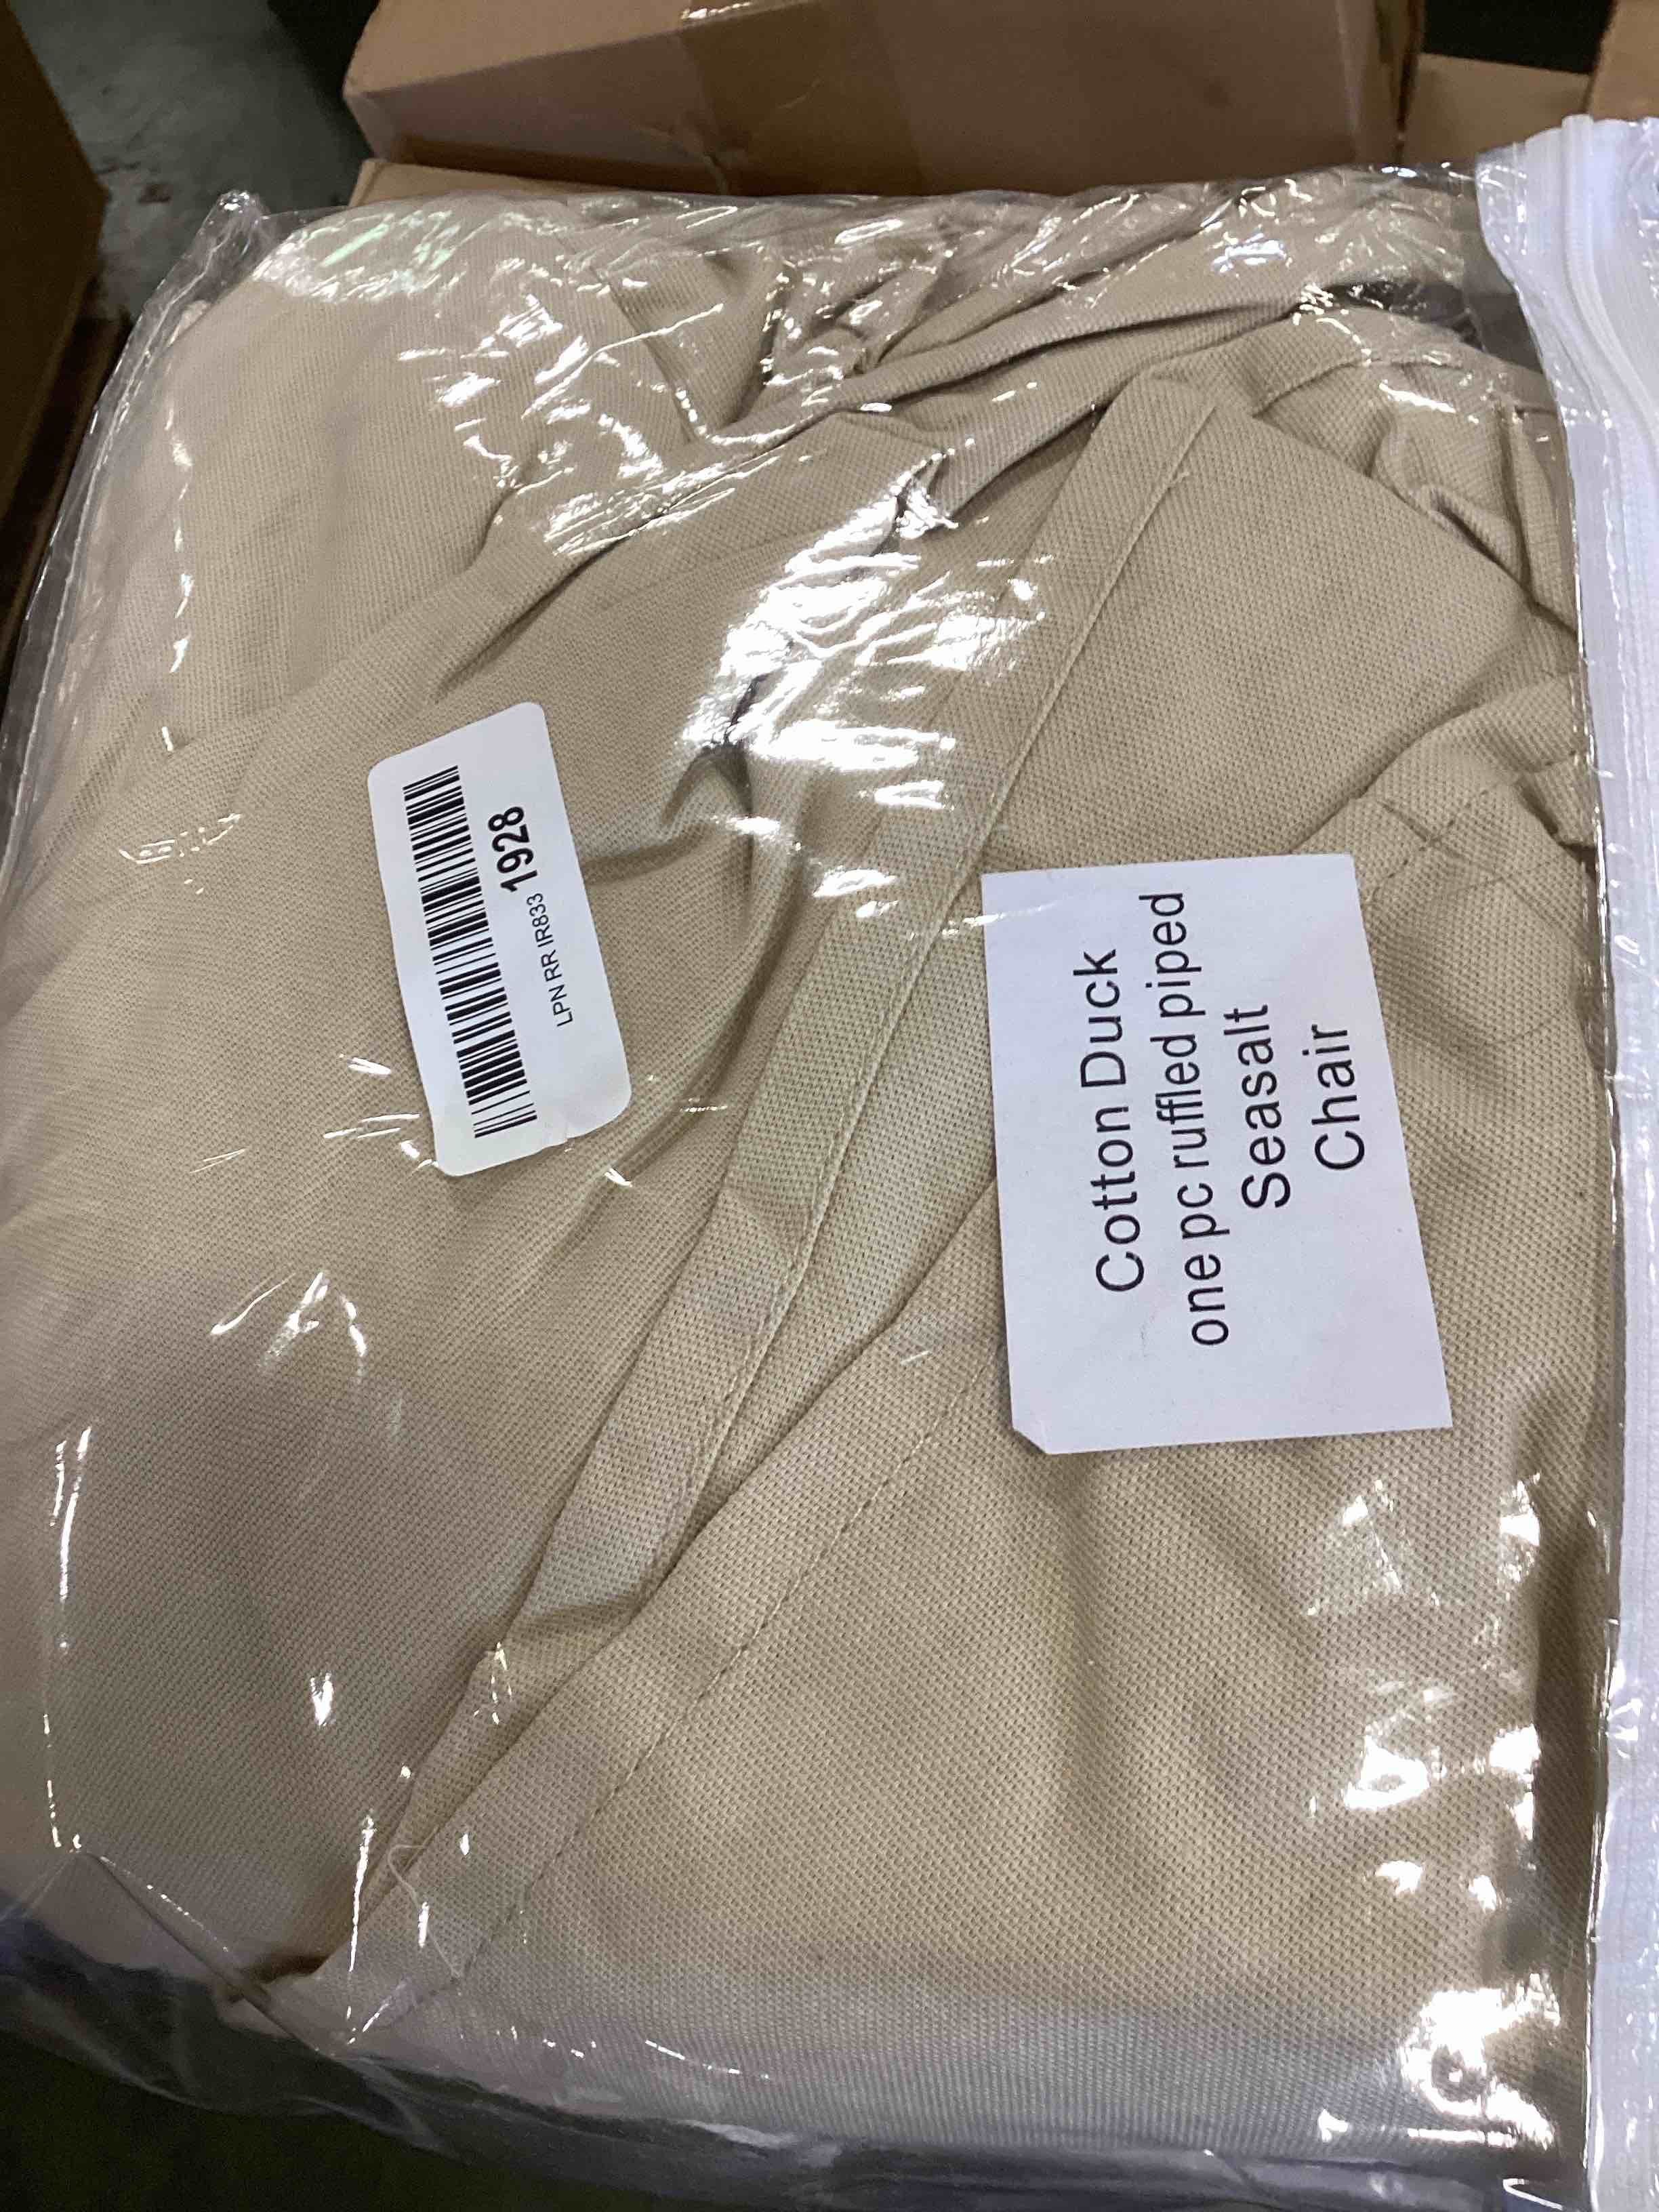 LPN RR IR833 1928
Cotton Duck
one pc ruffled piped
Seasalt
Chair